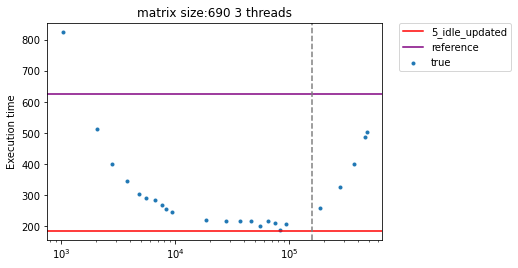 matrix size:690 3 threads
5_idle_updated
reference
true
Execution time
800
700
600
500
400
300
200
10³
10⁴
10⁵